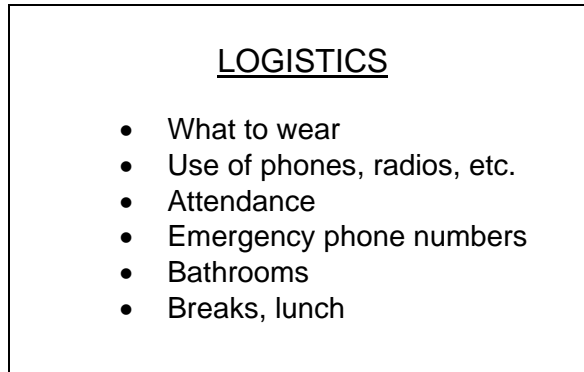 LOGISTICS
• What to wear
• Use of phones, radios, etc.
• Attendance
• Emergency phone numbers
• Bathrooms
• Breaks, lunch